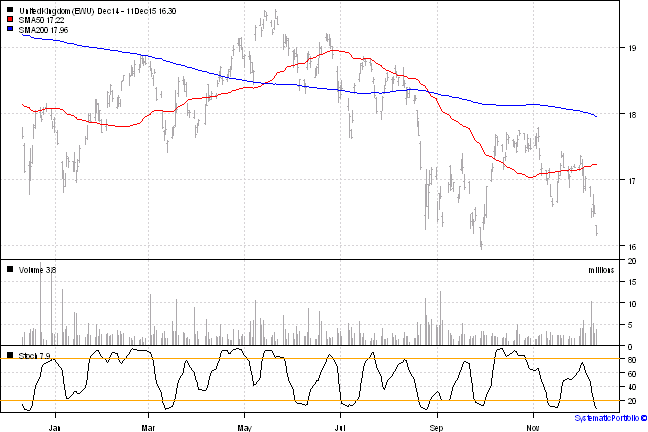 UnitedKingdom (EWU) Dec14 - 11Dec15 16.30
SMA50 17.22
SMA200 17.96
19
18
17
16
Volume 3.8
millions
20
15
10
5
Stoch 7.9
80
60
40
20
Jan
Mar
May
Jul
Sep
Nov
SystematicPortfolio ©